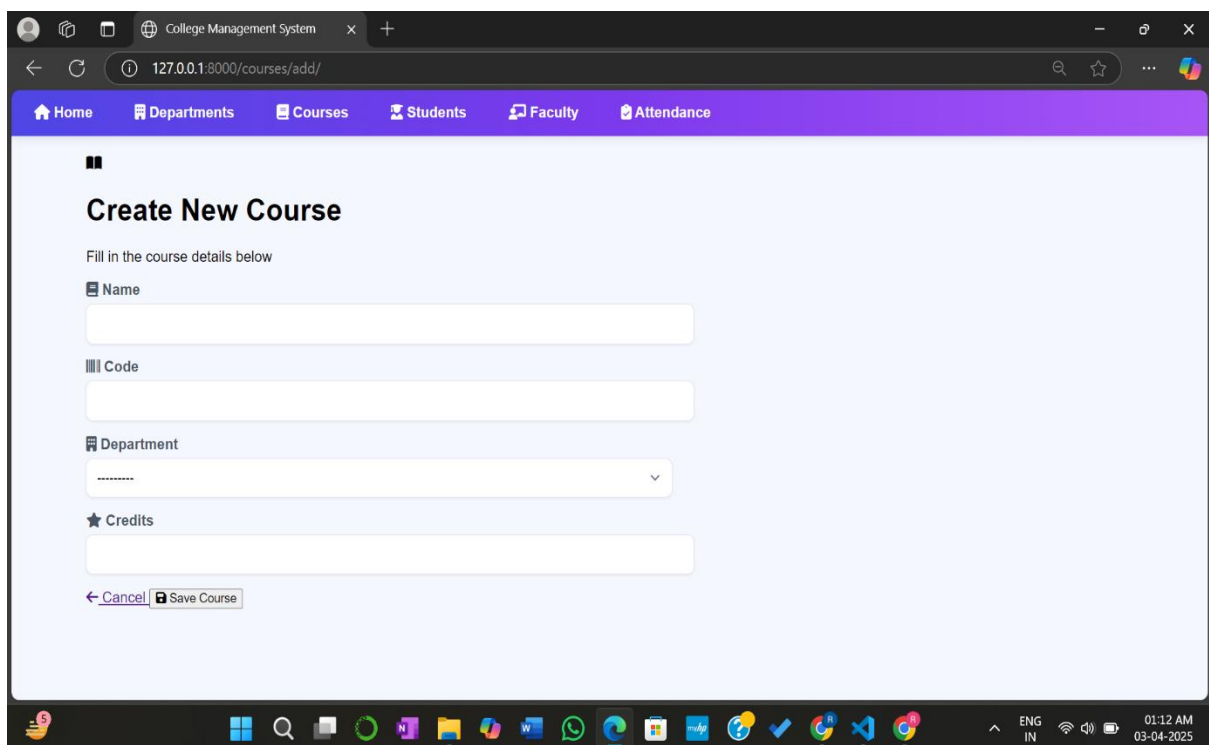 College Management System
127.0.0.1:8000/courses/add/
Home Departments Courses Students Faculty Attendance
Create New Course
Fill in the course details below
Name
Code
Department
---------
Credits
Cancel Save Course
5
N W myhp ? R R
ENG 01:12 AM
IN 03-04-2025